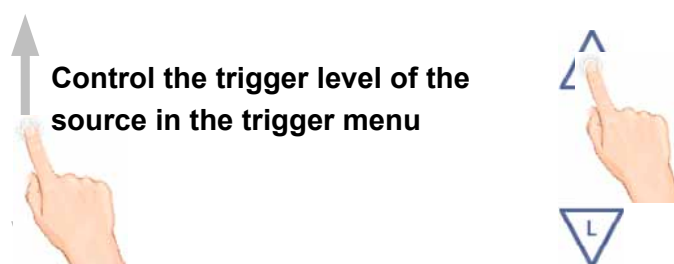 Control the trigger level of the
source in the trigger menu
L